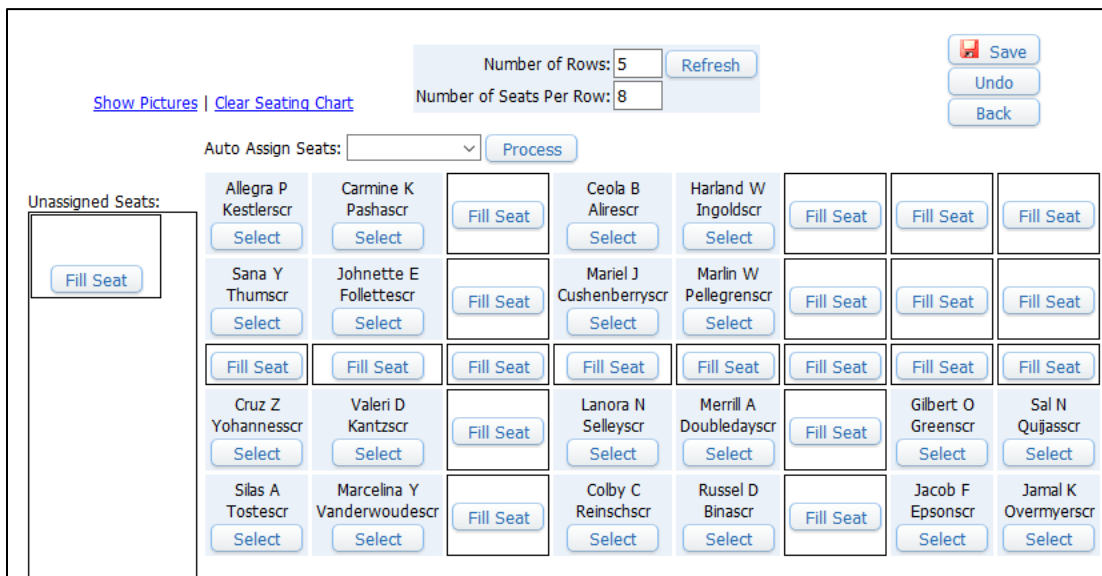 Number of Rows: 5 Refresh
Save
Number of Seats Per Row: 8
Undo
Show Pictures | Clear Seating Chart
Back
Auto Assign Seats: Process
Unassigned Seats:
Fill Seat
Allegra P Carmine K Ceola B Harland W
Kestlerscr Pashascr Fill Seat Alirescr Ingoldscr Fill Seat Fill Seat Fill Seat
Select Select Select Select
Sana Y Johnette E Mariel J Marlin W
Thumscr Follettescr Fill Seat Cushenberryscr Pellegrenscr Fill Seat Fill Seat Fill Seat
Select Select Select Select
Fill Seat Fill Seat Fill Seat Fill Seat Fill Seat Fill Seat Fill Seat Fill Seat
Cruz Z Valeri D Lanora N Merrill A Gilbert O Sal N
Yohannesscr Kantzscr Fill Seat Selleyscr Doubledayscr Fill Seat Greenscr Quijasscr
Select Select Select Select Select Select
Silas A Marcelina Y Colby C Russel D Jacob F Jamal K
Tostescr Vanderwoudescr Fill Seat Reinschscr Binascr Fill Seat Epsonscr Overmyerscr
Select Select Select Select Select Select